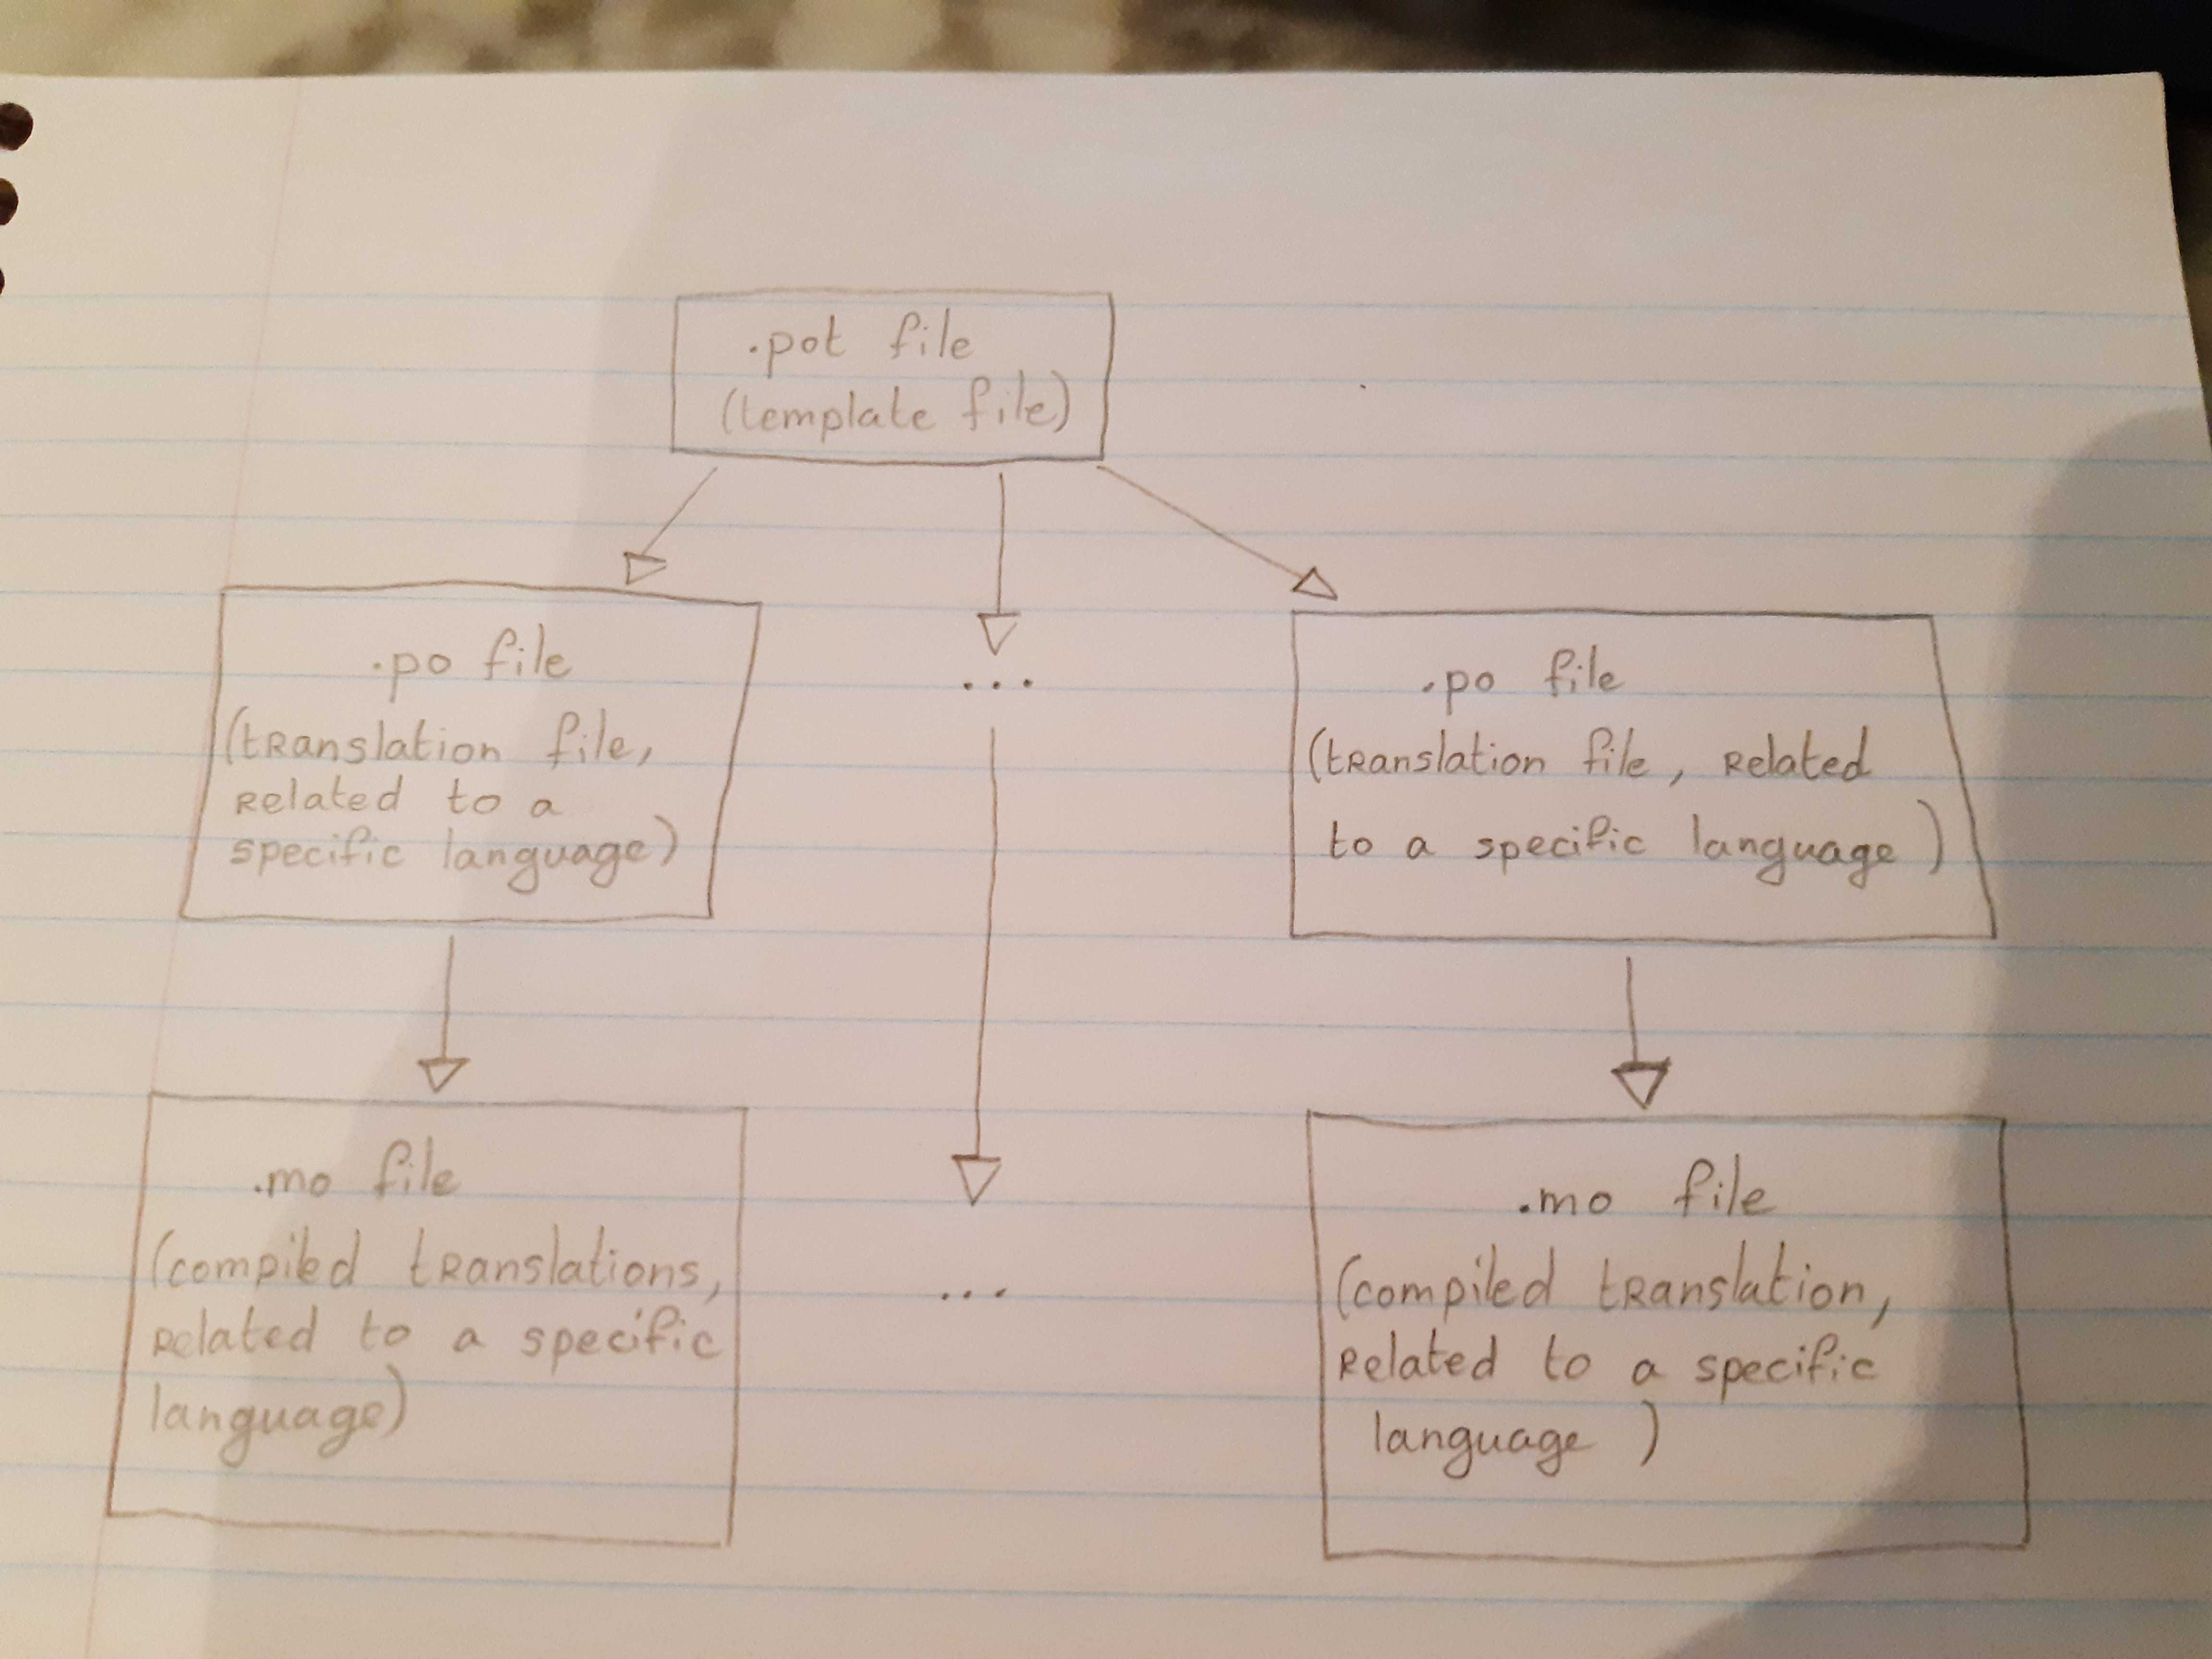 .pot file
(template file)
.po file
(translation file,
related to a
specific language)
...
.po file
(translation file, related
to a specific language)
.mo file
(compiled translations,
related to a specific
language)
...
.mo file
(compiled translation,
related to a specific
language)